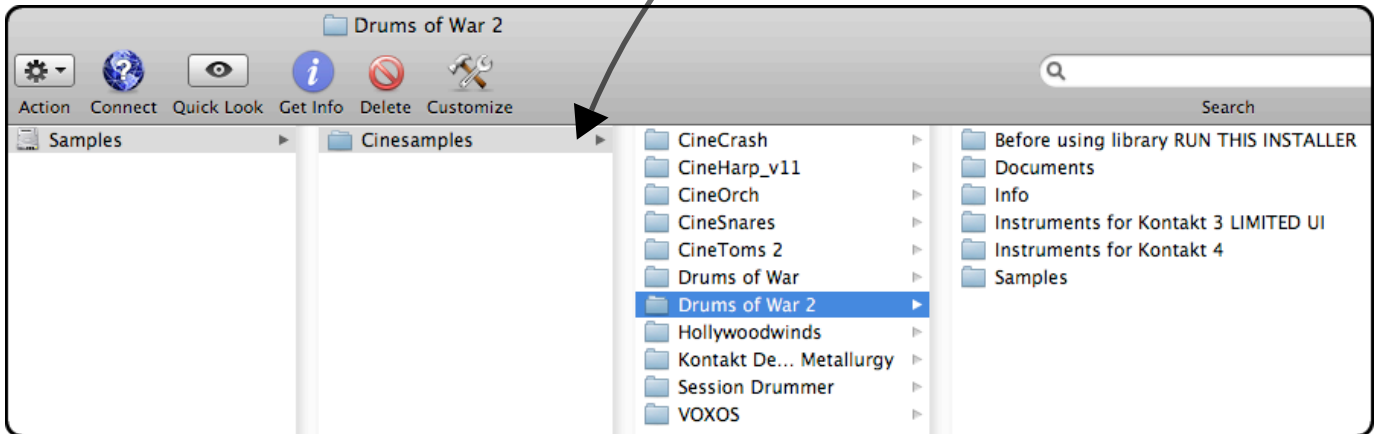 Drums of War 2
Action Connect Quick Look Get Info Delete Customize Search
Samples
Cinesamples
CineCrash
CineHarp_v11
CineOrch
CineSnares
CineToms 2
Drums of War
Drums of War 2
Hollywoodwinds
Kontakt De... Metallurgy
Session Drummer
VOXOS
Before using library RUN THIS INSTALLER
Documents
Info
Instruments for Kontakt 3 LIMITED UI
Instruments for Kontakt 4
Samples